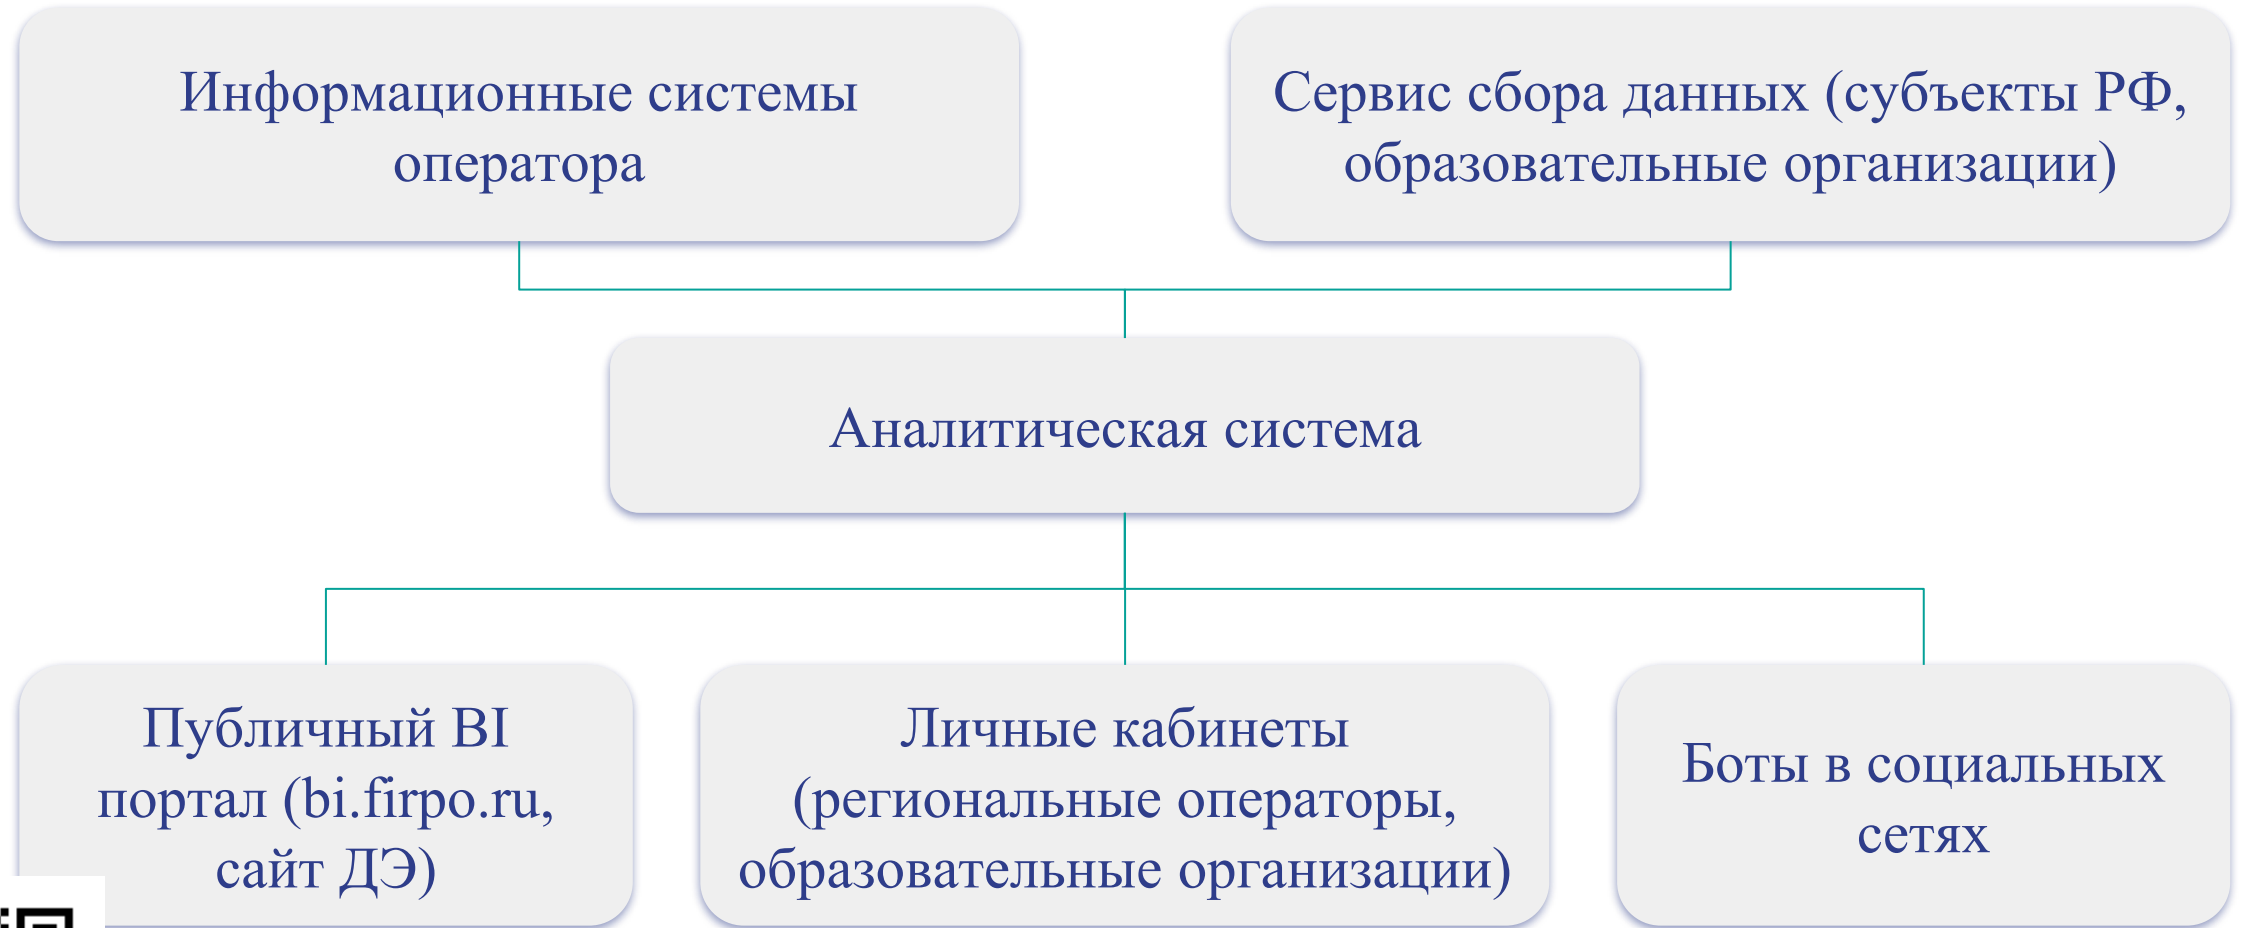 Информационные системы
оператора
Сервис сбора данных (субъекты РФ,
образовательные организации)
Аналитическая система
Публичный BI
портал (bi.firpo.ru,
сайт ДЭ)
Личные кабинеты
(региональные операторы,
образовательные организации)
Боты в социальных
сетях